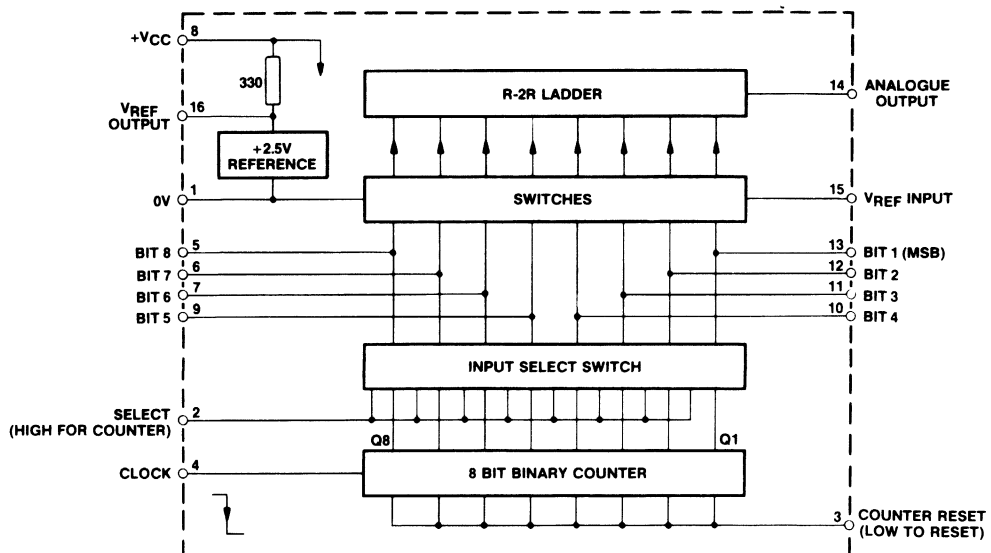 +VCC
8
330
R-2R LADDER
14
ANALOGUE
OUTPUT
16
VREF
OUTPUT
+2.5V
REFERENCE
1
0V
SWITCHES
15
VREF INPUT
BIT 8
5
13
BIT 1 (MSB)
BIT 7
6
12
BIT 2
BIT 6
7
11
BIT 3
BIT 5
9
10
BIT 4
INPUT SELECT SWITCH
SELECT
(HIGH FOR COUNTER)
2
Q8
Q1
CLOCK
4
8 BIT BINARY COUNTER
3
COUNTER RESET
(LOW TO RESET)